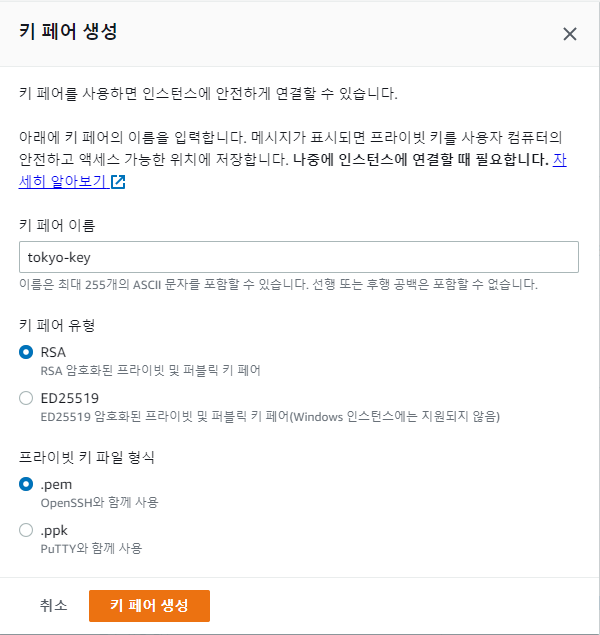 키 페어 생성
키 페어를 사용하면 인스턴스에 안전하게 연결할 수 있습니다.
아래에 키 페어의 이름을 입력합니다. 메시지가 표시되면 프라이빗 키를 사용자 컴퓨터의
안전하고 액세스 가능한 위치에 저장합니다. 나중에 인스턴스에 연결할 때 필요합니다. 자
세히 알아보기
키 페어 이름
tokyo-key
이름은 최대 255개의 ASCII 문자를 포함할 수 있습니다. 선행 또는 후행 공백은 포함할 수 없습니다.
키 페어 유형
RSA
RSA 암호화된 프라이빗 및 퍼블릭 키 페어
ED25519
ED25519 암호화된 프라이빗 및 퍼블릭 키 페어(Windows 인스턴스에는 지원되지 않음)
프라이빗 키 파일 형식
.pem
OpenSSH와 함께 사용
.ppk
PuTTY와 함께 사용
취소
키 페어 생성